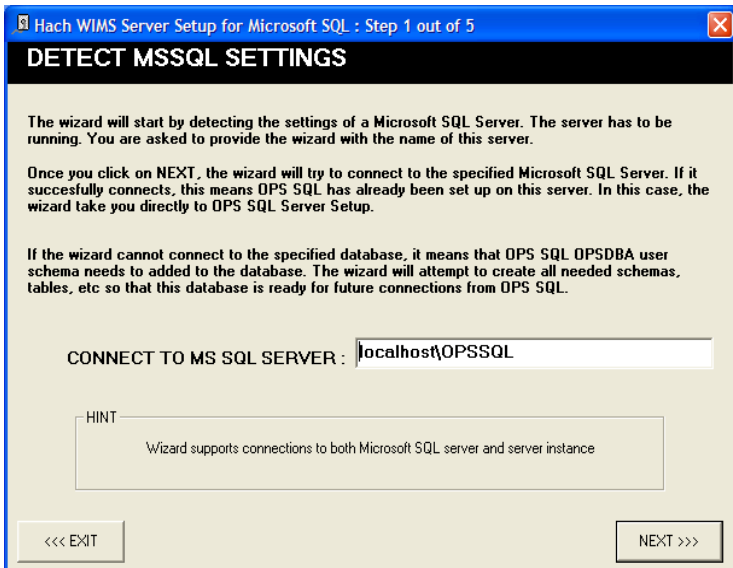 Hach WIMS Server Setup for Microsoft SQL : Step 1 out of 5
DETECT MSSQL SETTINGS
The wizard will start by detecting the settings of a Microsoft SQL Server. The server has to be
running. You are asked to provide the wizard with the name of this server.
Once you click on NEXT, the wizard will try to connect to the specified Microsoft SQL Server. If it
succesfully connects, this means OPS SQL has already been set up on this server. In this case, the
wizard take you directly to OPS SQL Server Setup.
If the wizard cannot connect to the specified database, it means that OPS SQL OPSDBA user
schema needs to added to the database. The wizard will attempt to create all needed schemas,
tables, etc so that this database is ready for future connections from OPS SQL.
CONNECT TO MS SQL SERVER : localhost\OPSSQL
HINT
Wizard supports connections to both Microsoft SQL server and server instance
<<< EXIT NEXT >>>